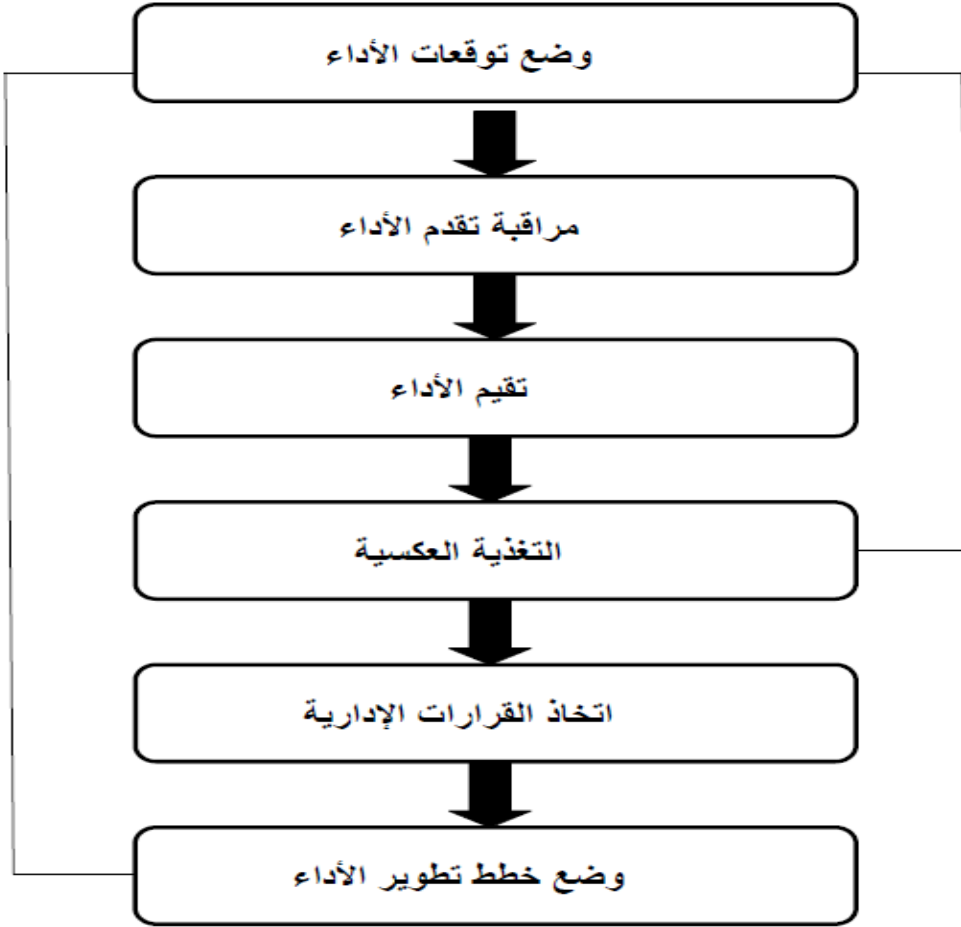 وضع توقعات الأداء
مراقبة تقدم الأداء
تقيم الأداء
التغذية العكسية
اتخاذ القرارات الإدارية
وضع خطط تطوير الأداء